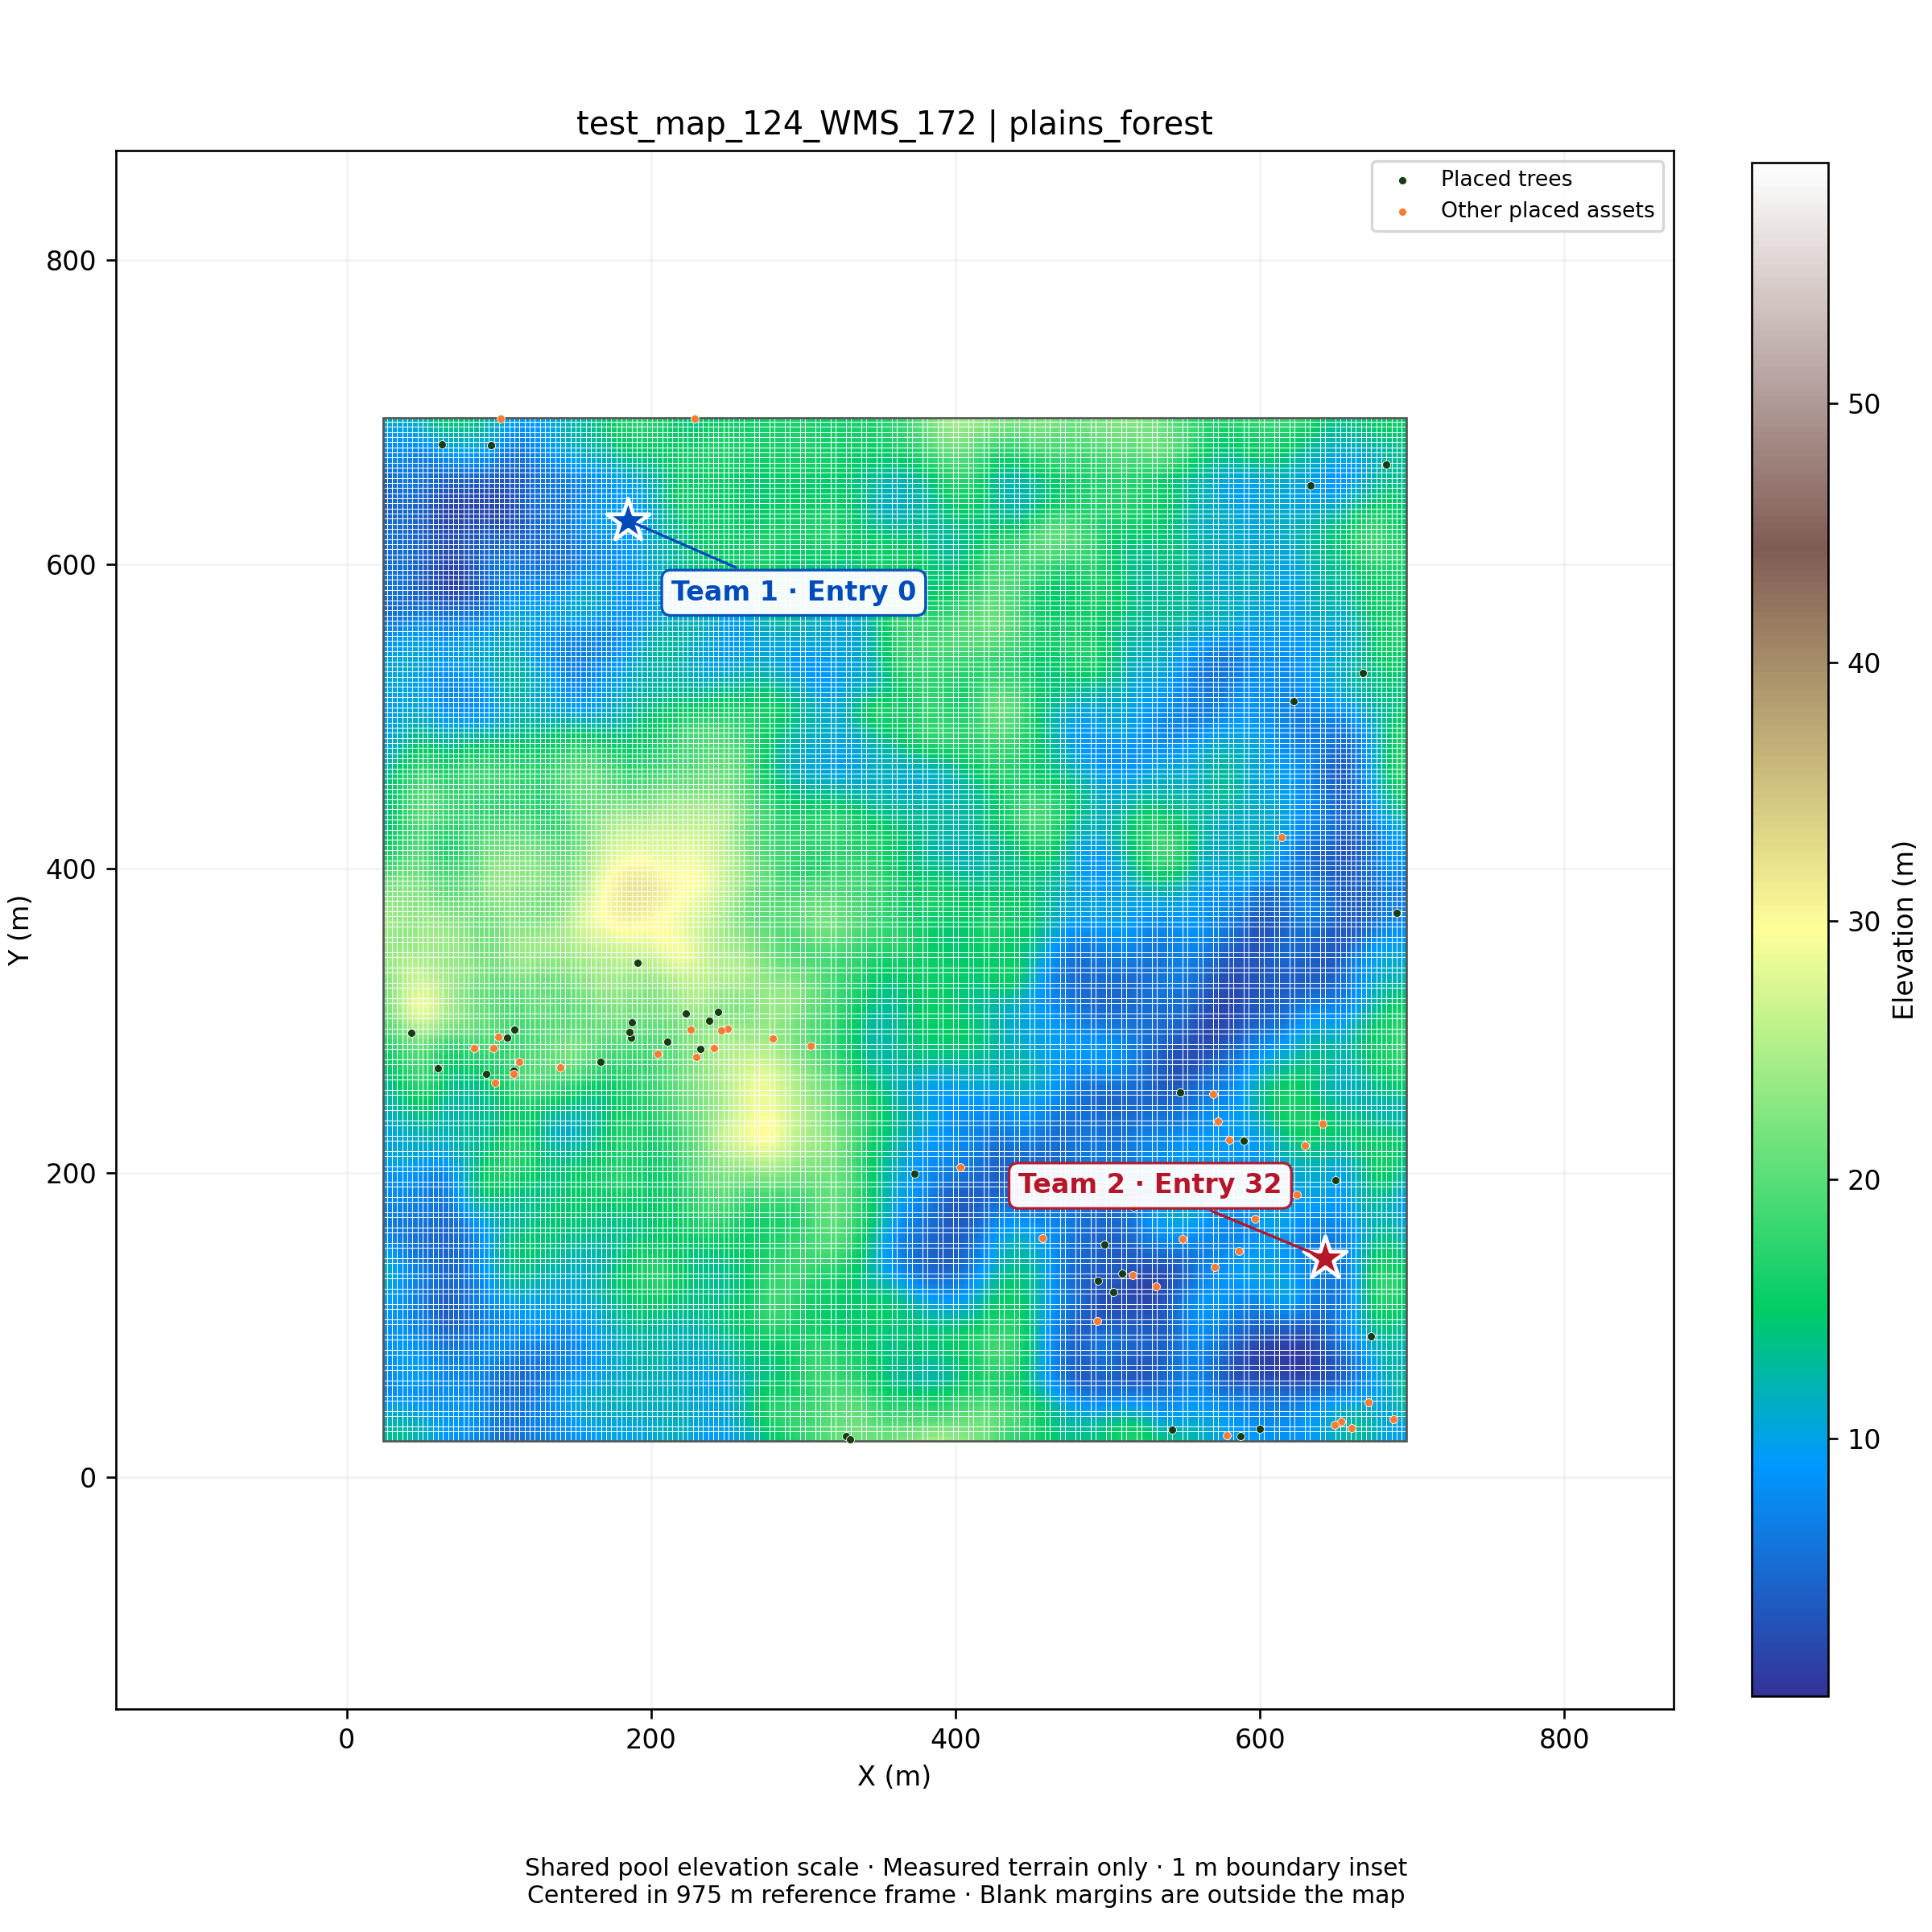 test_map_124_WMS_172 | plains_forest
Placed trees
Other placed assets
800
600
400
200
0
Y (m)
Team 1 · Entry 0
Team 2 · Entry 32
0
200
400
600
800
X (m)
50
40
30
20
10
Elevation (m)
Shared pool elevation scale · Measured terrain only · 1 m boundary inset
Centered in 975 m reference frame · Blank margins are outside the map